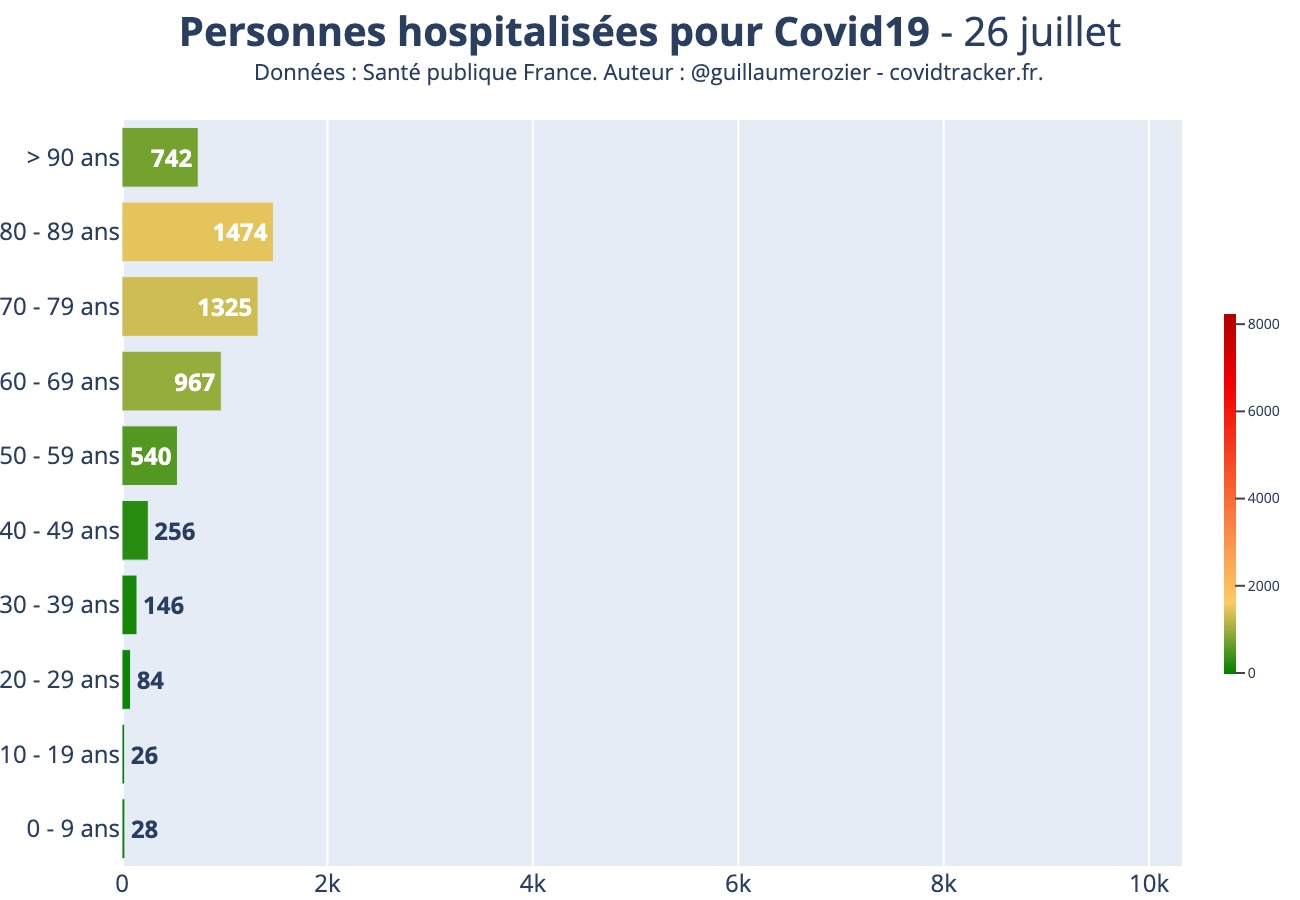 Personnes hospitalisées pour Covid19 - 26 juillet
Données : Santé publique France. Auteur : @guillaumerozier - covidtracker.fr.
> 90 ans 742
80 - 89 ans 1474
70 - 79 ans 1325
60 - 69 ans 967
50 - 59 ans 540
40 - 49 ans 256
30 - 39 ans 146
20 - 29 ans 84
10 - 19 ans 26
0 - 9 ans 28
0 2k 4k 6k 8k 10k
8000
6000
4000
2000
0